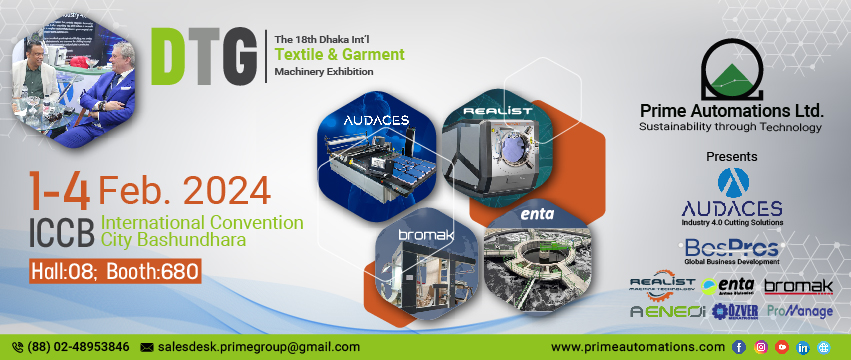 DTG
The 18th Dhaka Int'l
Textile & Garment
Machinery Exhibition
1-4 Feb. 2024
ICCB
International Convention
City Bashundhara
Hall:08; Booth:680
AUDACES
REALIST
bromak
enta
Prime Automations Ltd.
Sustainability through Technology
Presents
AUDACES
Industry 4.0 Cutting Solutions
BosPros
Global Business Development
REALIST
MACHINE TECHNOLOGY
enta
bromak
AENEDi
ÖZVER
ProManage
(88) 02-48953846
salesdesk.primegroup@gmail.com
www.primeautomations.com